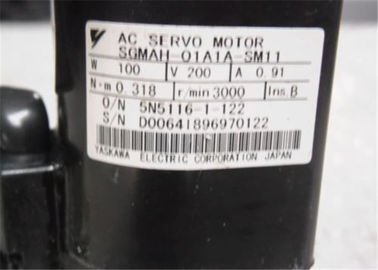 AC SERVO MOTOR
SGMAH-01A1A-SM11
W 100 V 200 A 0.91
N·m 0.318 r/min 3000 Ins. B
O/N 5N5116-1-122
S/N D00641896970122
YASKAWA ELECTRIC CORPORATION JAPAN